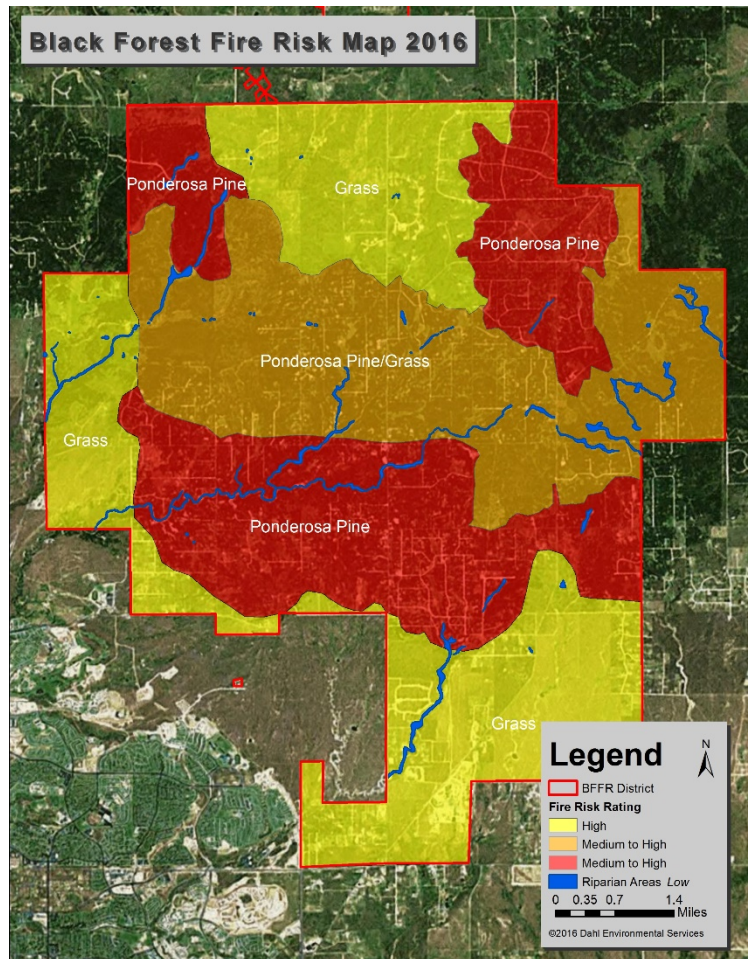 Black Forest Fire Risk Map 2016
Ponderosa Pine
Grass
Ponderosa Pine
Ponderosa Pine/Grass
Grass
Ponderosa Pine
Grass
Legend
N
BFFR District
Fire Risk Rating
High
Medium to High
Medium to High
Riparian Areas Low
0 0.35 0.7 1.4
Miles
©2016 Dahl Environmental Services